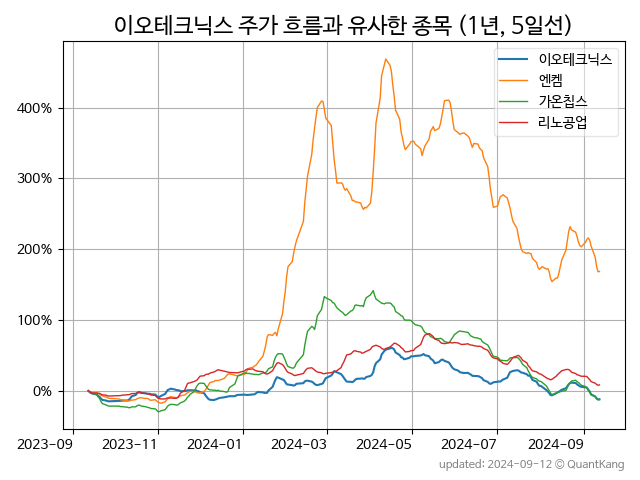 이오테크닉스 주가 흐름과 유사한 종목 (1년, 5일선)
이오테크닉스
엔켐
가온칩스
리노공업
400%
300%
200%
100%
0%
2023-09 2023-11 2024-01 2024-03 2024-05 2024-07 2024-09
updated: 2024-09-12 © QuantKang